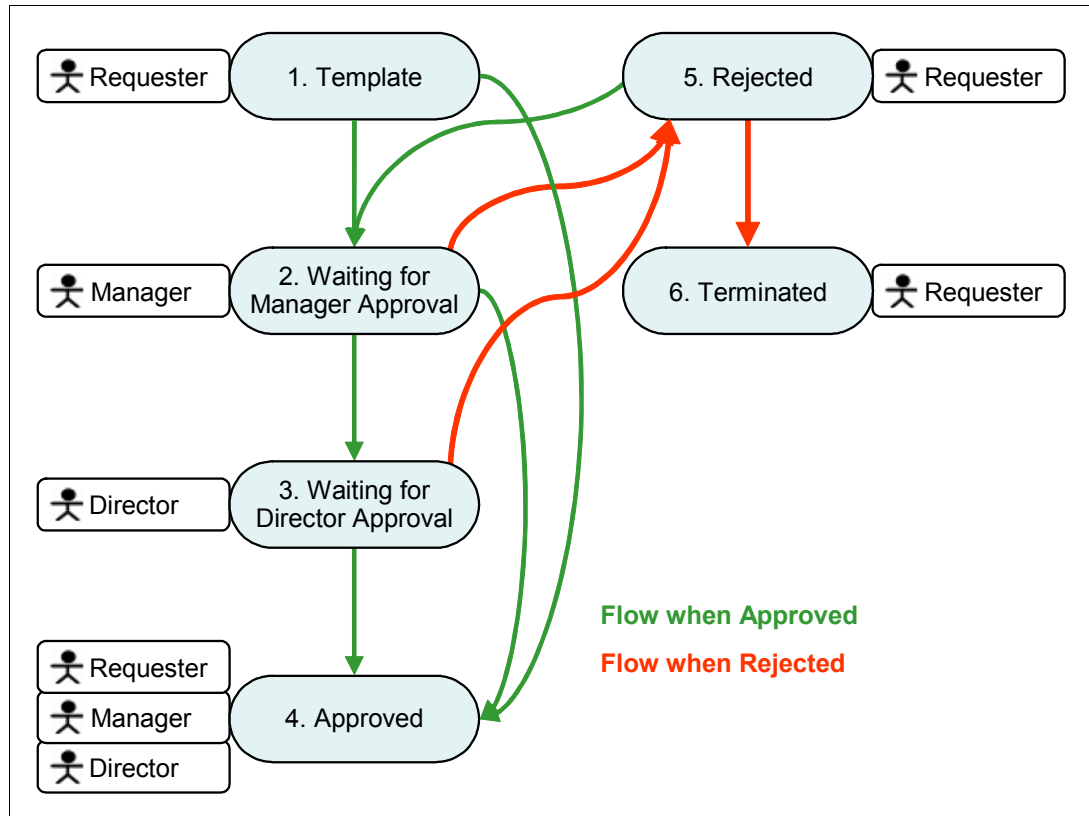 Requester
1. Template
5. Rejected
Requester
Manager
2. Waiting for
Manager Approval
6. Terminated
Requester
Director
3. Waiting for
Director Approval
Flow when Approved
Flow when Rejected
Requester
Manager
4. Approved
Director